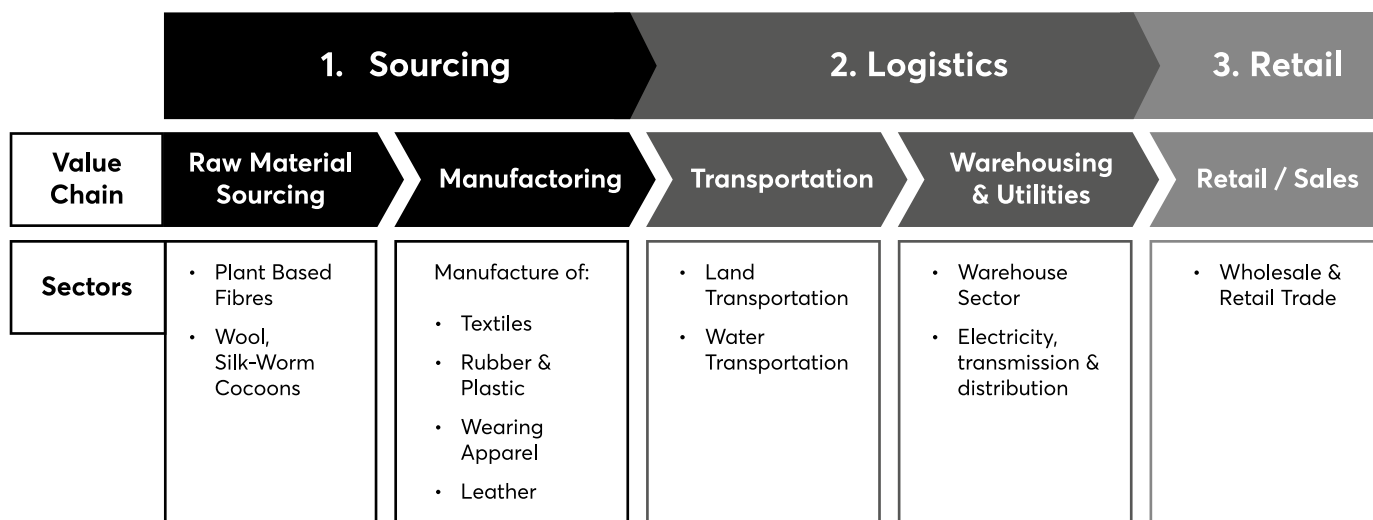 1. Sourcing
2. Logistics
3. Retail
Value
Chain
Raw Material
Sourcing
Manufactoring
Transportation
Warehousing
& Utilities
Retail / Sales
Sectors
• Plant Based
Fibres
• Wool,
Silk-Worm
Cocoons
Manufacture of:
• Textiles
• Rubber &
Plastic
• Wearing
Apparel
• Leather
• Land
Transportation
• Water
Transportation
• Warehouse
Sector
• Electricity,
transmission &
distribution
• Wholesale &
Retail Trade